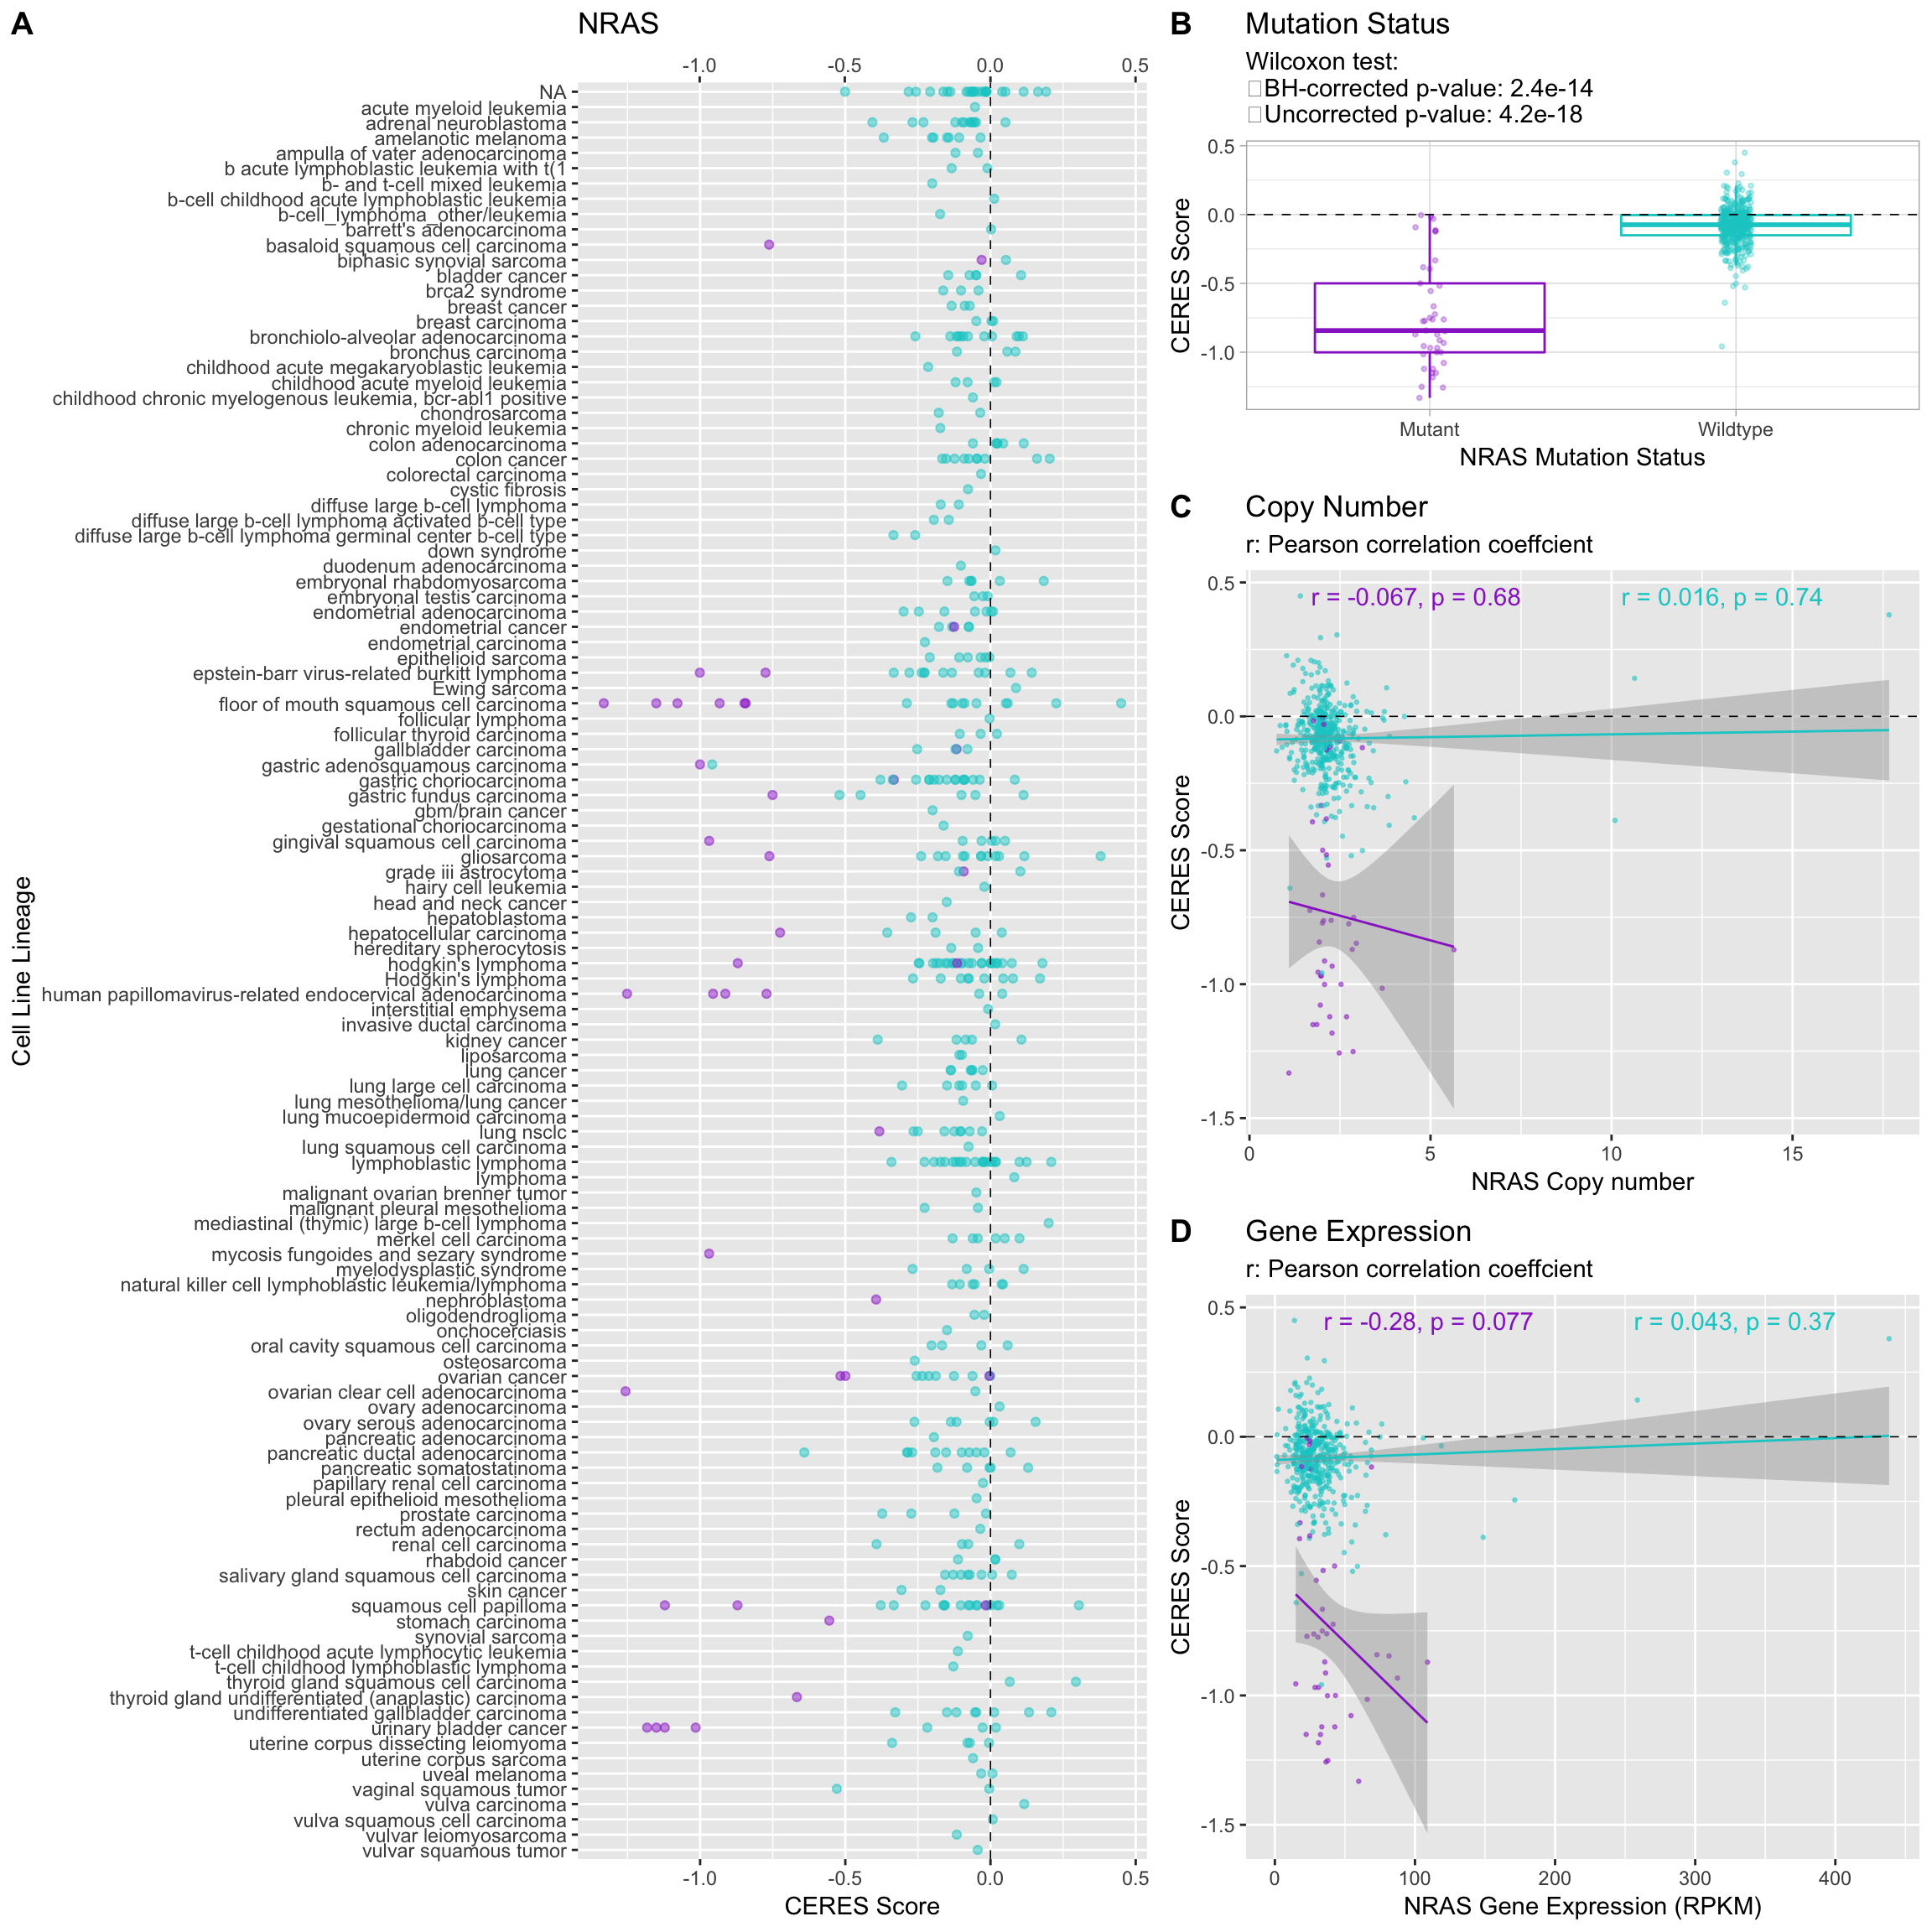 A
NRAS
-1.0 -0.5 0.0 0.5
Cell Line Lineage
NA
acute myeloid leukemia
adrenal neuroblastoma
amelanotic melanoma
ampulla of vater adenocarcinoma
b acute lymphoblastic leukemia with t(1
b- and t-cell mixed leukemia
b-cell childhood acute lymphoblastic leukemia
b-cell_lymphoma_other/leukemia
barrett's adenocarcinoma
basaloid squamous cell carcinoma
biphasic synovial sarcoma
bladder cancer
brca2 syndrome
breast cancer
breast carcinoma
bronchiolo-alveolar adenocarcinoma
bronchus carcinoma
childhood acute megakaryoblastic leukemia
childhood acute myeloid leukemia
childhood chronic myelogenous leukemia, bcr-abl1 positive
chondrosarcoma
chronic myeloid leukemia
colon adenocarcinoma
colon cancer
colorectal carcinoma
cystic fibrosis
diffuse large b-cell lymphoma
diffuse large b-cell lymphoma activated b-cell type
diffuse large b-cell lymphoma germinal center b-cell type
down syndrome
duodenum adenocarcinoma
embryonal rhabdomyosarcoma
embryonal testis carcinoma
endometrial adenocarcinoma
endometrial cancer
endometrial carcinoma
epithelioid sarcoma
epstein-barr virus-related burkitt lymphoma
Ewing sarcoma
floor of mouth squamous cell carcinoma
follicular lymphoma
follicular thyroid carcinoma
gallbladder carcinoma
gastric adenosquamous carcinoma
gastric choriocarcinoma
gastric fundus carcinoma
gbm/brain cancer
gestational choriocarcinoma
gingival squamous cell carcinoma
gliosarcoma
grade iii astrocytoma
hairy cell leukemia
head and neck cancer
hepatoblastoma
hepatocellular carcinoma
hereditary spherocytosis
hodgkin's lymphoma
Hodgkin's lymphoma
human papillomavirus-related endocervical adenocarcinoma
interstitial emphysema
invasive ductal carcinoma
kidney cancer
liposarcoma
lung cancer
lung large cell carcinoma
lung mesothelioma/lung cancer
lung mucoepidermoid carcinoma
lung nsclc
lung squamous cell carcinoma
lymphoblastic lymphoma
lymphoma
malignant ovarian brenner tumor
malignant pleural mesothelioma
mediastinal (thymic) large b-cell lymphoma
merkel cell carcinoma
mycosis fungoides and sezary syndrome
myelodysplastic syndrome
natural killer cell lymphoblastic leukemia/lymphoma
nephroblastoma
oligodendroglioma
onchocerciasis
oral cavity squamous cell carcinoma
osteosarcoma
ovarian cancer
ovarian clear cell adenocarcinoma
ovary adenocarcinoma
ovary serous adenocarcinoma
pancreatic adenocarcinoma
pancreatic ductal adenocarcinoma
pancreatic somatostatinoma
papillary renal cell carcinoma
pleural epithelioid mesothelioma
prostate carcinoma
rectum adenocarcinoma
renal cell carcinoma
rhabdoid cancer
salivary gland squamous cell carcinoma
skin cancer
squamous cell papilloma
stomach carcinoma
synovial sarcoma
t-cell childhood acute lymphocytic leukemia
t-cell childhood lymphoblastic lymphoma
thyroid gland squamous cell carcinoma
thyroid gland undifferentiated (anaplastic) carcinoma
undifferentiated gallbladder carcinoma
urinary bladder cancer
uterine corpus dissecting leiomyoma
uterine corpus sarcoma
uveal melanoma
vaginal squamous tumor
vulva carcinoma
vulva squamous cell carcinoma
vulvar leiomyosarcoma
vulvar squamous tumor
-1.0 -0.5 0.0 0.5
CERES Score
B
Mutation Status
Wilcoxon test:
BH-corrected p-value: 2.4e-14
Uncorrected p-value: 4.2e-18
CERES Score
0.5
0.0
-0.5
-1.0
Mutant Wildtype
NRAS Mutation Status
C
Copy Number
r: Pearson correlation coeffcient
r = -0.067, p = 0.68 r = 0.016, p = 0.74
CERES Score
0.5
0.0
-0.5
-1.0
-1.5
0 5 10 15
NRAS Copy number
D
Gene Expression
r: Pearson correlation coeffcient
r = -0.28, p = 0.077 r = 0.043, p = 0.37
CERES Score
0.5
0.0
-0.5
-1.0
-1.5
0 100 200 300 400
NRAS Gene Expression (RPKM)